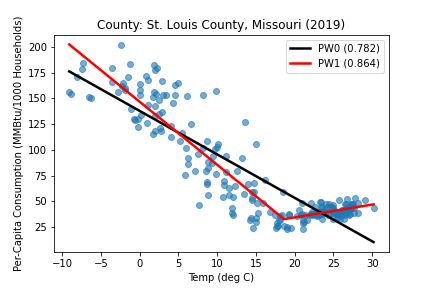 County: St. Louis County, Missouri (2019)
Per-Capita Consumption (MMBtu/1000 Households)
200
175
150
125
100
75
50
25
PW0 (0.782)
PW1 (0.864)
−10 −5 0 5 10 15 20 25 30
Temp (deg C)